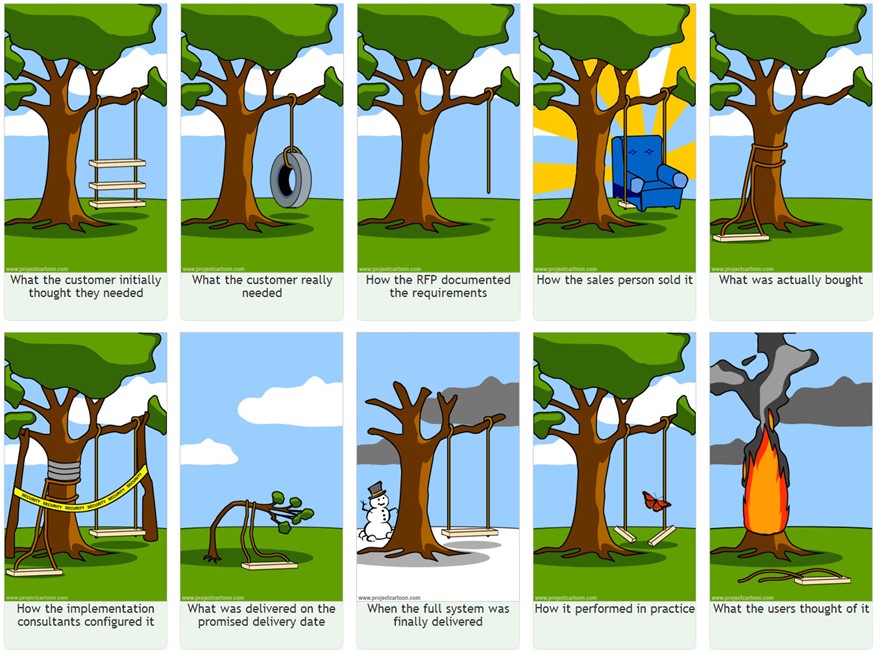 www.projectcartoon.com
What the customer initially
thought they needed
www.projectcartoon.com
What the customer really
needed
www.projectcartoon.com
How the RFP documented
the requirements
www.projectcartoon.com
How the sales person sold it
www.projectcartoon.com
What was actually bought
SECURITY SECURITY SECURITY SECURITY SECURITY SECURITY
www.projectcartoon.com
How the implementation
consultants configured it
www.projectcartoon.com
What was delivered on the
promised delivery date
www.projectcartoon.com
When the full system was
finally delivered
www.projectcartoon.com
How it performed in practice
www.projectcartoon.com
What the users thought of it